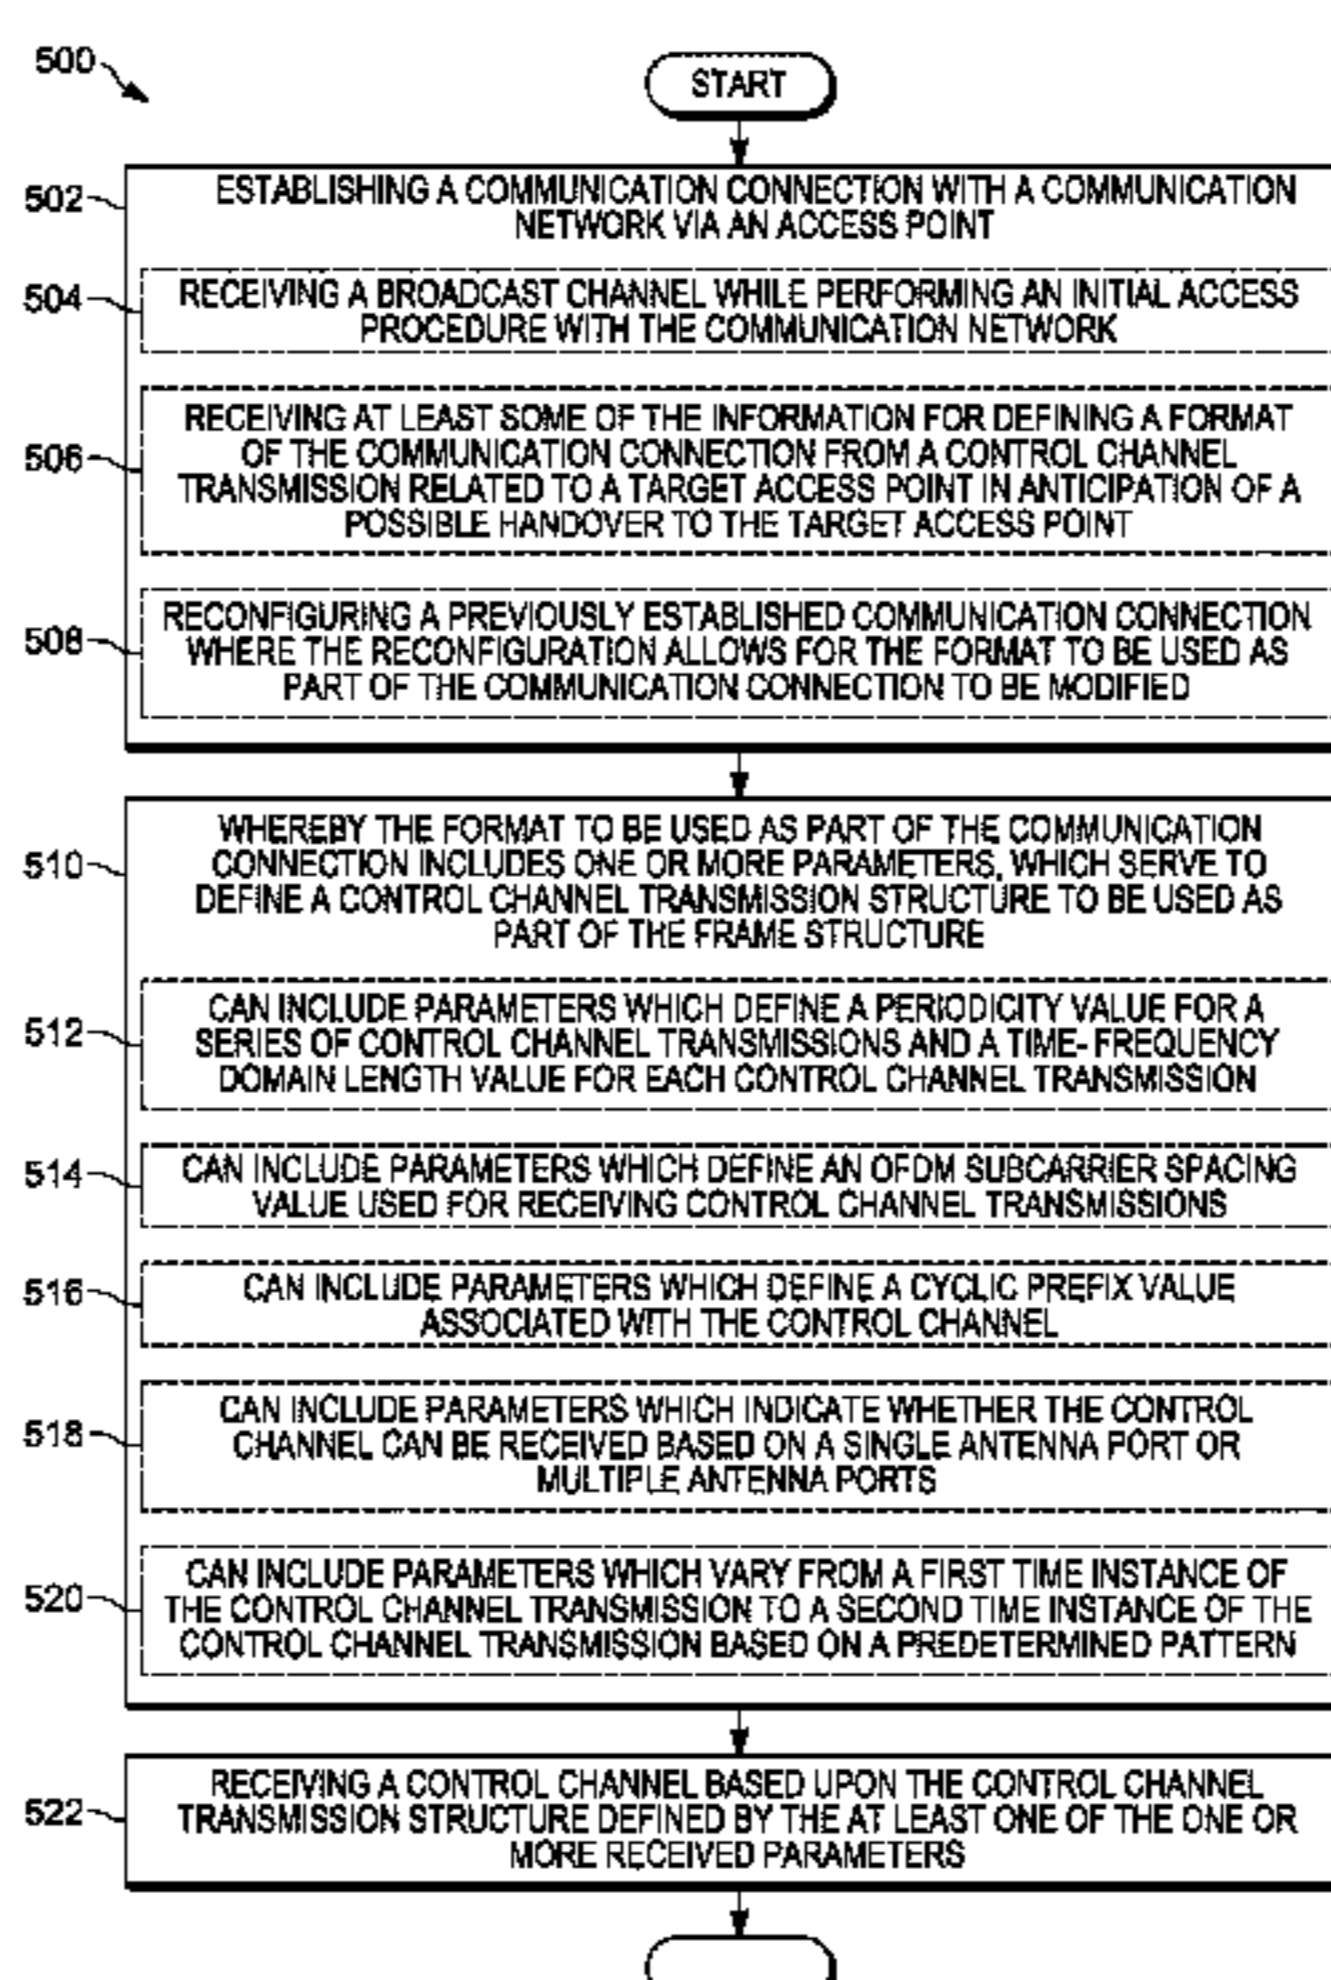 500
START
502
ESTABLISHING A COMMUNICATION CONNECTION WITH A COMMUNICATION
NETWORK VIA AN ACCESS POINT
504
RECEIVING A BROADCAST CHANNEL WHILE PERFORMING AN INITIAL ACCESS
PROCEDURE WITH THE COMMUNICATION NETWORK
506
RECEIVING AT LEAST SOME OF THE INFORMATION FOR DEFINING A FORMAT
OF THE COMMUNICATION CONNECTION FROM A CONTROL CHANNEL
TRANSMISSION RELATED TO A TARGET ACCESS POINT IN ANTICIPATION OF A
POSSIBLE HANDOVER TO THE TARGET ACCESS POINT
508
RECONFIGURING A PREVIOUSLY ESTABLISHED COMMUNICATION CONNECTION
WHERE THE RECONFIGURATION ALLOWS FOR THE FORMAT TO BE USED AS
PART OF THE COMMUNICATION CONNECTION TO BE MODIFIED
510
WHEREBY THE FORMAT TO BE USED AS PART OF THE COMMUNICATION
CONNECTION INCLUDES ONE OR MORE PARAMETERS, WHICH SERVE TO
DEFINE A CONTROL CHANNEL TRANSMISSION STRUCTURE TO BE USED AS
PART OF THE FRAME STRUCTURE
512
CAN INCLUDE PARAMETERS WHICH DEFINE A PERIODICITY VALUE FOR A
SERIES OF CONTROL CHANNEL TRANSMISSIONS AND A TIME- FREQUENCY
DOMAIN LENGTH VALUE FOR EACH CONTROL CHANNEL TRANSMISSION
514
CAN INCLUDE PARAMETERS WHICH DEFINE AN OFDM SUBCARRIER SPACING
VALUE USED FOR RECEIVING CONTROL CHANNEL TRANSMISSIONS
516
CAN INCLUDE PARAMETERS WHICH DEFINE A CYCLIC PREFIX VALUE
ASSOCIATED WITH THE CONTROL CHANNEL
518
CAN INCLUDE PARAMETERS WHICH INDICATE WHETHER THE CONTROL
CHANNEL CAN BE RECEIVED BASED ON A SINGLE ANTENNA PORT OR
MULTIPLE ANTENNA PORTS
520
CAN INCLUDE PARAMETERS WHICH VARY FROM A FIRST TIME INSTANCE OF
THE CONTROL CHANNEL TRANSMISSION TO A SECOND TIME INSTANCE OF THE
CONTROL CHANNEL TRANSMISSION BASED ON A PREDETERMINED PATTERN
522
RECEIVING A CONTROL CHANNEL BASED UPON THE CONTROL CHANNEL
TRANSMISSION STRUCTURE DEFINED BY THE AT LEAST ONE OF THE ONE OR
MORE RECEIVED PARAMETERS